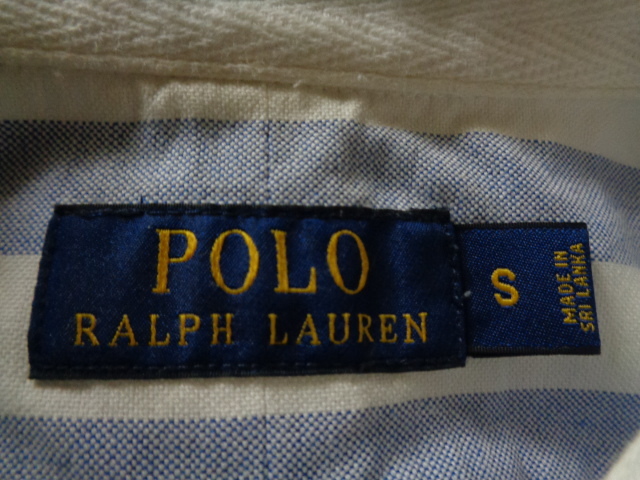 POLO
RALPH LAUREN
S
MADE IN
SRI LANKA